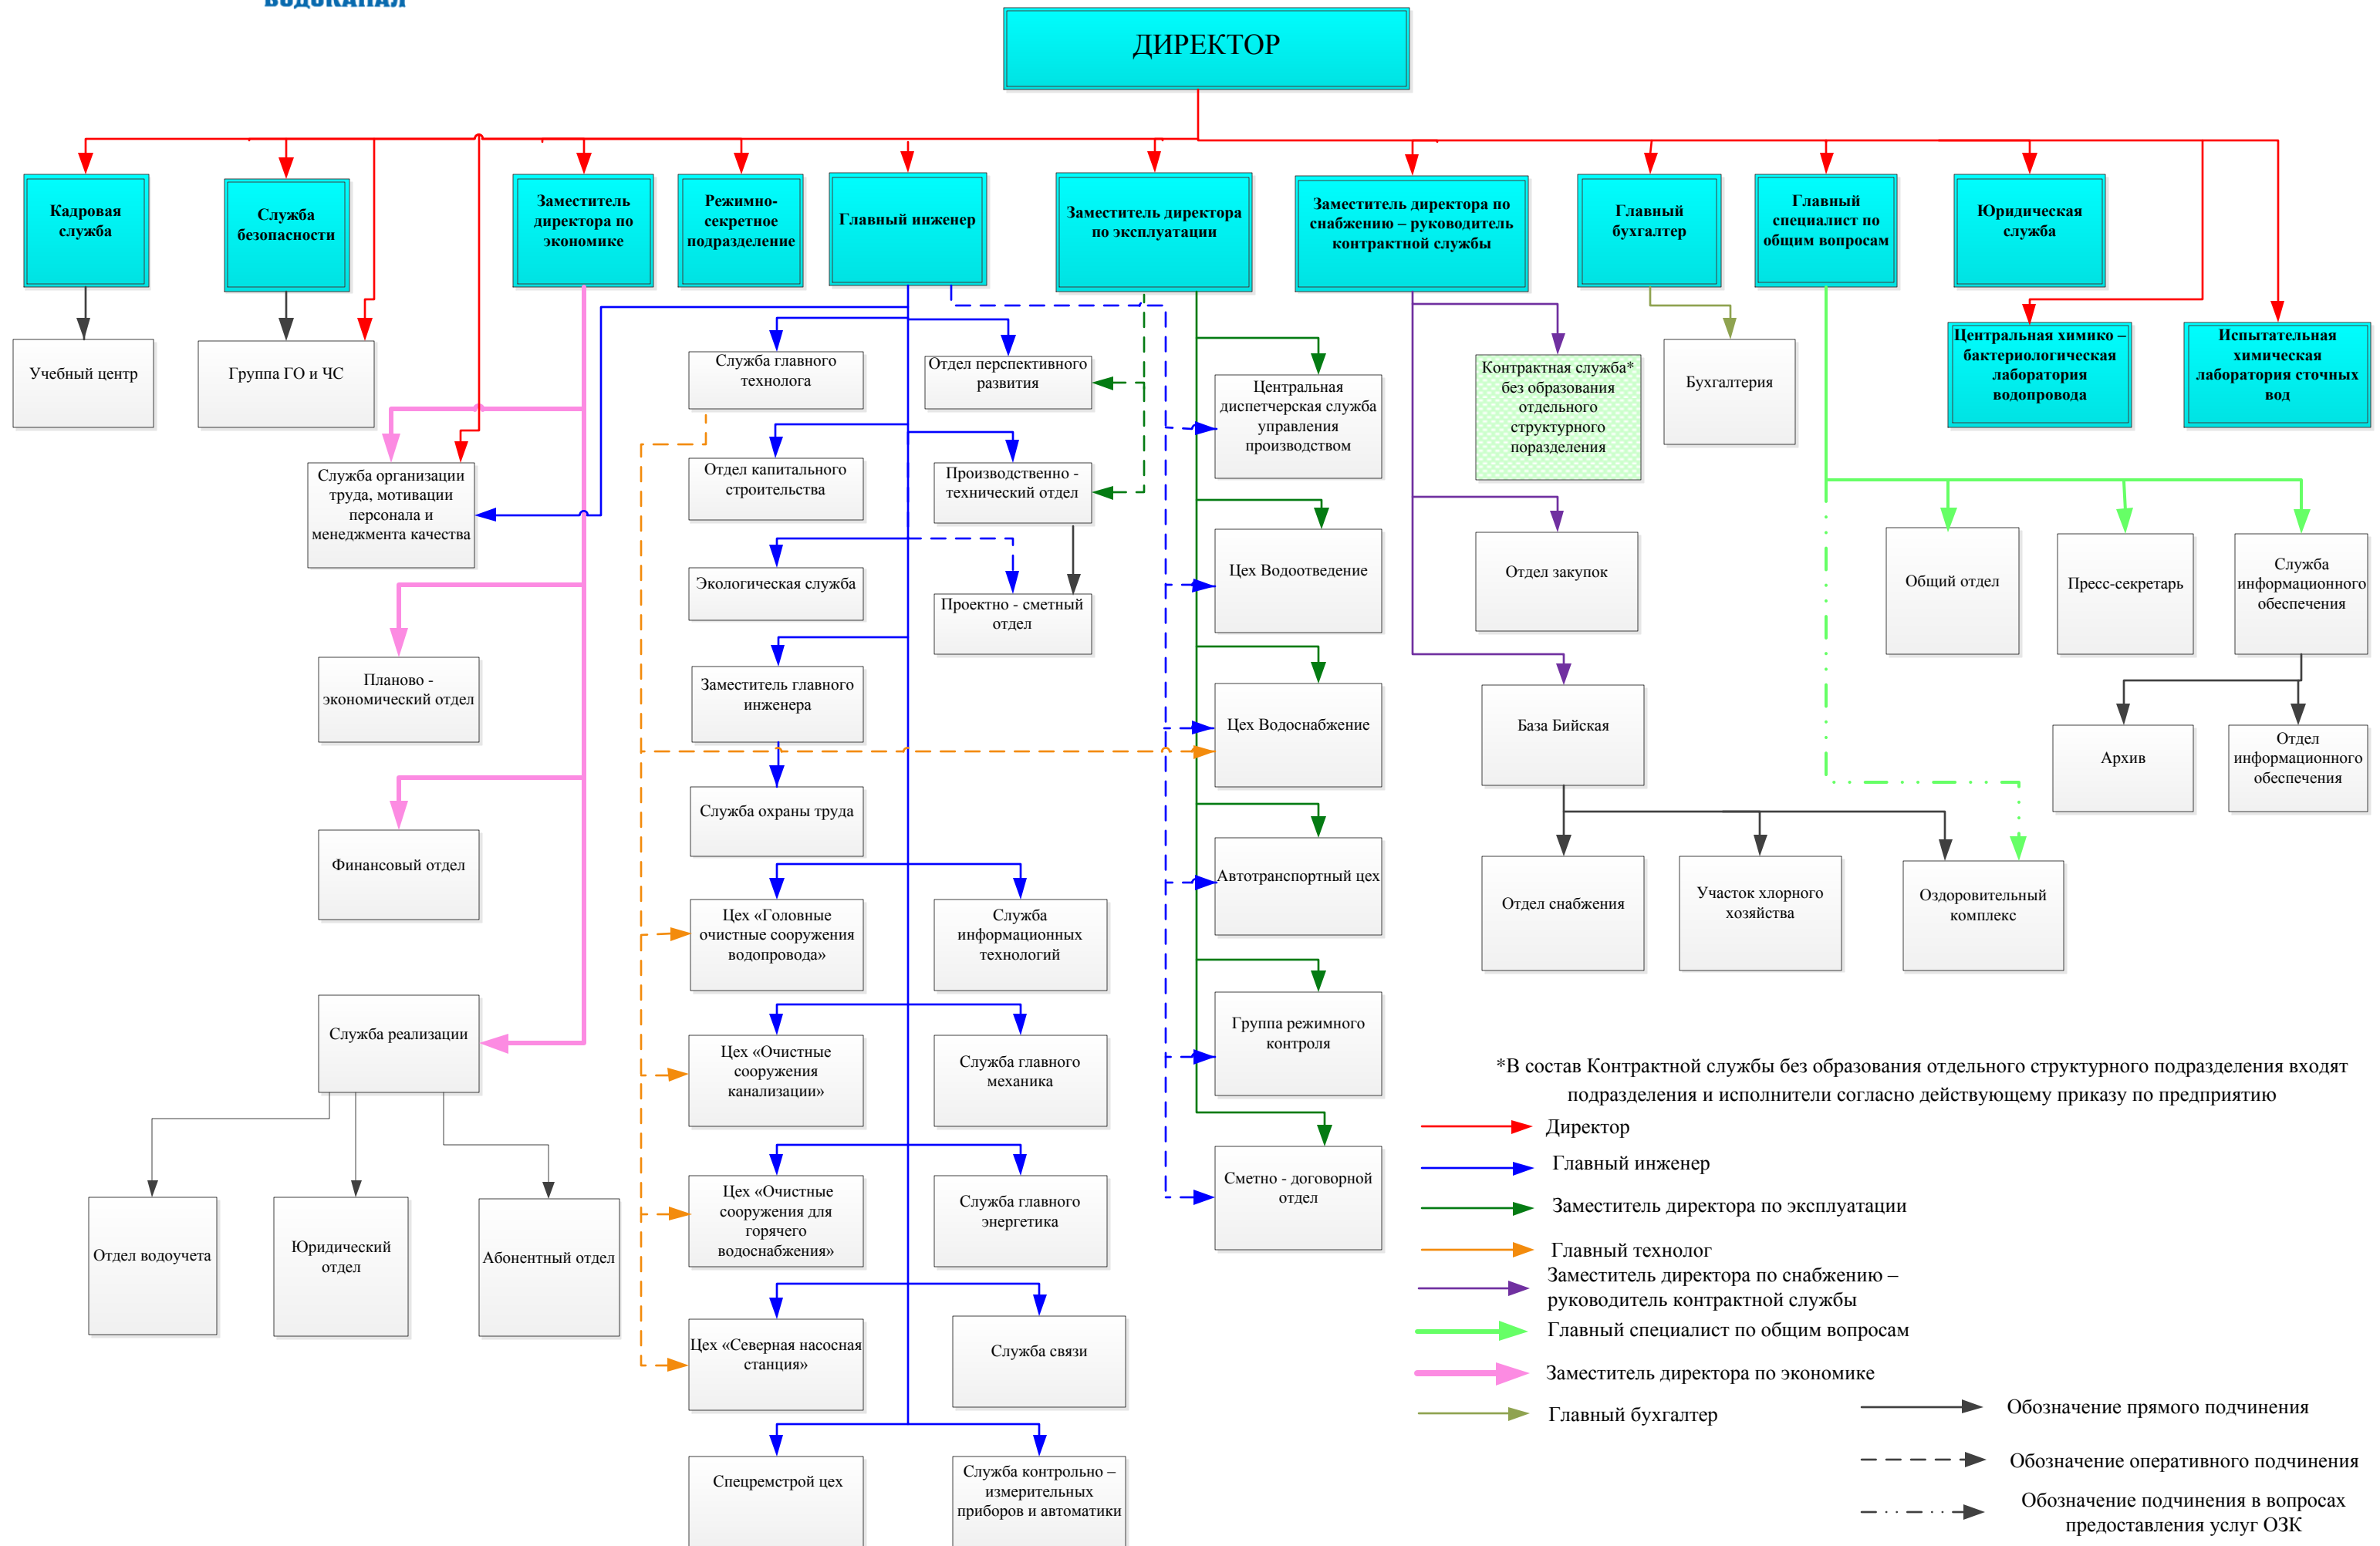 ВОДОКАНАЛ
ДИРЕКТОР
Кадровая
служба
Служба
безопасности
Заместитель
директора по
экономике
Режимно-
секретное
подразделение
Главный инженер
Заместитель директора
по эксплуатации
Заместитель директора по
снабжению – руководитель
контрактной службы
Главный
бухгалтер
Главный
специалист по
общим вопросам
Юридическая
служба
Учебный центр
Группа ГО и ЧС
Служба главного
технолога
Отдел перспективного
развития
Центральная
диспетчерская служба
управления
производством
Контрактная служба*
без образования
отдельного
структурного
поразделения
Бухгалтерия
Центральная химико –
бактериологическая
лаборатория
водопровода
Испытательная
химическая
лаборатория сточных
вод
Служба организации
труда, мотивации
персонала и
менеджмента качества
Отдел капитального
строительства
Производственно -
технический отдел
Экологическая служба
Проектно - сметный
отдел
Цех Водоотведение
Отдел закупок
Общий отдел
Пресс-секретарь
Служба
информационного
обеспечения
Планово -
экономический отдел
Заместитель главного
инженера
Цех Водоснабжение
База Бийская
Архив
Отдел
информационного
обеспечения
Финансовый отдел
Служба охраны труда
Автотранспортный цех
Отдел снабжения
Участок хлорного
хозяйства
Оздоровительный
комплекс
Цех «Головные
очистные сооружения
водопровода»
Служба
информационных
технологий
Служба реализации
Цех «Очистные
сооружения
канализации»
Служба главного
механика
Группа режимного
контроля
Отдел водоучета
Юридический
отдел
Абонентный отдел
Цех «Очистные
сооружения для
горячего
водоснабжения»
Служба главного
энергетика
Сметно - договорной
отдел
Цех «Северная насосная
станция»
Служба связи
Спецремстрой цех
Служба контрольно –
измерительных
приборов и автоматики
*В состав Контрактной службы без образования отдельного структурного подразделения входят
подразделения и исполнители согласно действующему приказу по предприятию
Директор
Главный инженер
Заместитель директора по эксплуатации
Главный технолог
Заместитель директора по снабжению –
руководитель контрактной службы
Главный специалист по общим вопросам
Заместитель директора по экономике
Главный бухгалтер
Обозначение прямого подчинения
Обозначение оперативного подчинения
Обозначение подчинения в вопросах
предоставления услуг ОЗК